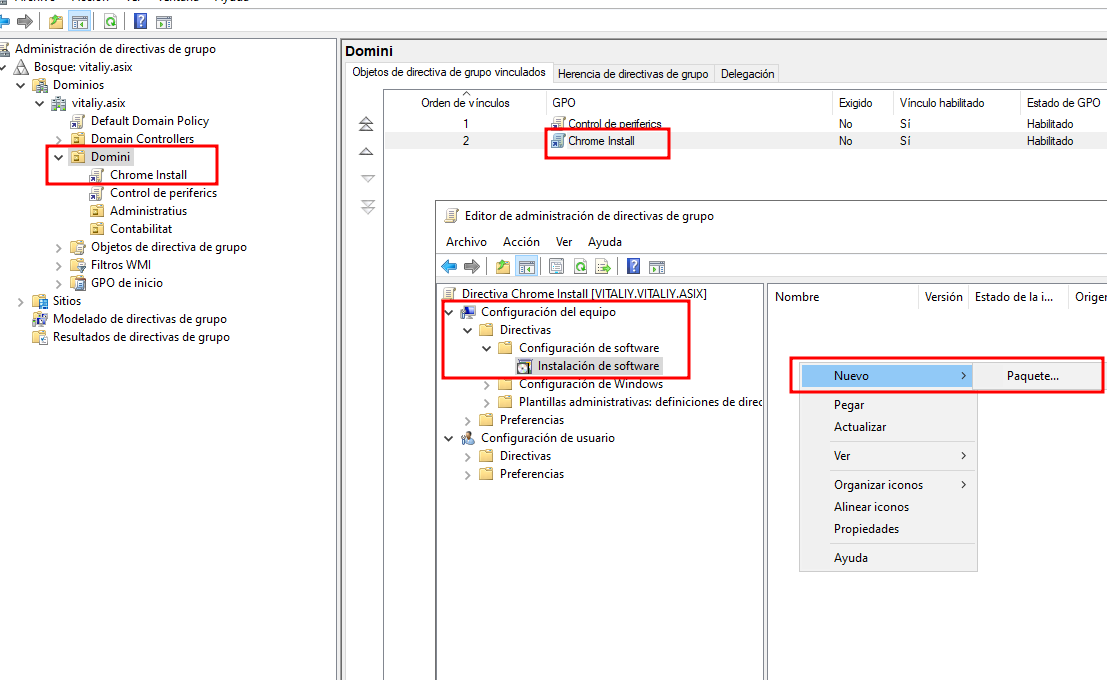 Administración de directivas de grupo
Bosque: vitaliy.asix
Dominios
vitaliy.asix
Default Domain Policy
Domain Controllers
Domini
Chrome Install
Control de periferics
Administratius
Contabilitat
Objetos de directiva de grupo
Filtros WMI
GPO de inicio
Sitios
Modelado de directivas de grupo
Resultados de directivas de grupo
Domini
Objetos de directiva de grupo vinculados Herencia de directivas de grupo Delegación
Orden de vínculos GPO Exigido Vínculo habilitado Estado de GPO
1 Control de periferics No Sí Habilitado
2 Chrome Install No Sí Habilitado
Editor de administración de directivas de grupo
Archivo Acción Ver Ayuda
Directiva Chrome Install [VITALIY.VITALIY.ASIX]
Configuración del equipo
Directivas
Configuración de software
Instalación de software
Configuración de Windows
Plantillas administrativas: definiciones de direc
Preferencias
Configuración de usuario
Directivas
Preferencias
Nombre Versión Estado de la i... Origen
Nuevo Paquete...
Pegar
Actualizar
Ver
Organizar iconos
Alinear iconos
Propiedades
Ayuda